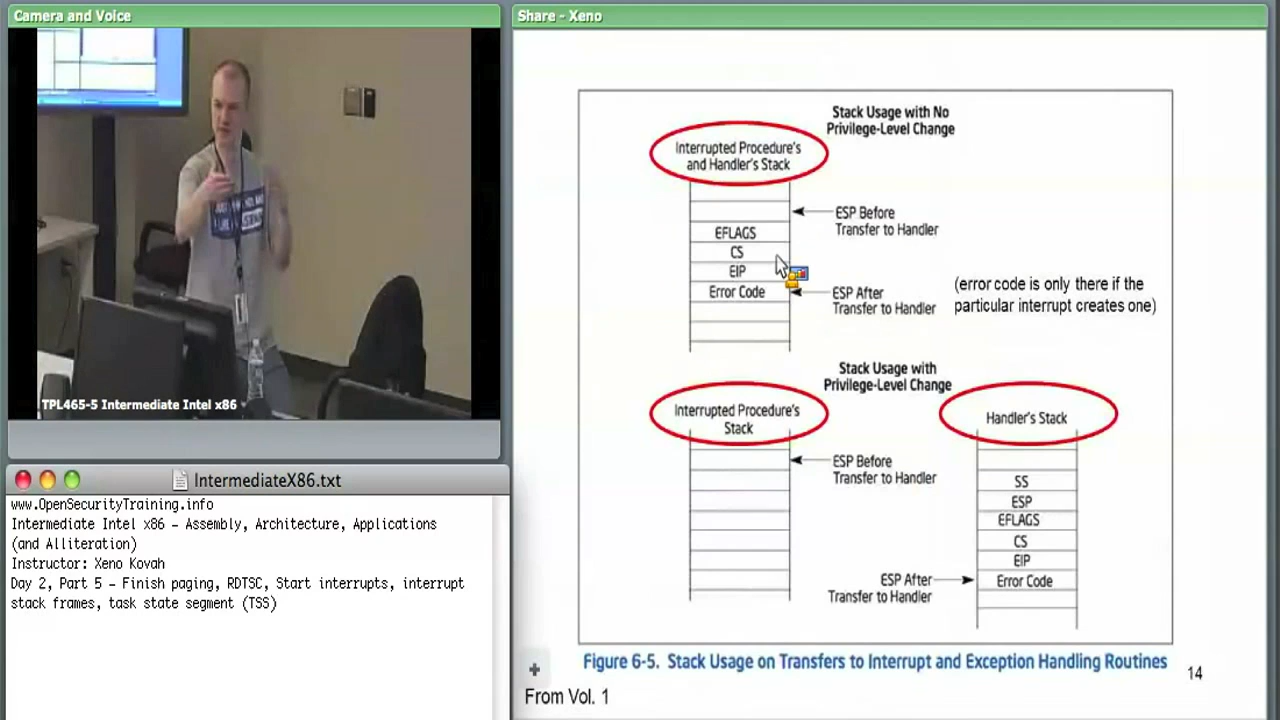 Camera and Voice
TPL465-5 Intermediate Intel x86
IntermediateX86.txt
www.OpenSecurityTraining.info
Intermediate Intel x86 – Assembly, Architecture, Applications
(and Alliteration)
Instructor: Xeno Kovah
Day 2, Part 5 – Finish paging, RDTSC, Start interrupts, interrupt
stack frames, task state segment (TSS)
Share - Xeno
Stack Usage with No
Privilege-Level Change
Interrupted Procedure's
and Handler's Stack
ESP Before
Transfer to Handler
EFLAGS
CS
EIP
Error Code
ESP After
Transfer to Handler
(error code is only there if the
particular interrupt creates one)
Stack Usage with
Privilege-Level Change
Interrupted Procedure's
Stack
Handler's Stack
ESP Before
Transfer to Handler
SS
ESP
EFLAGS
CS
EIP
Error Code
ESP After
Transfer to Handler
Figure 6-5. Stack Usage on Transfers to Interrupt and Exception Handling Routines
14
From Vol. 1